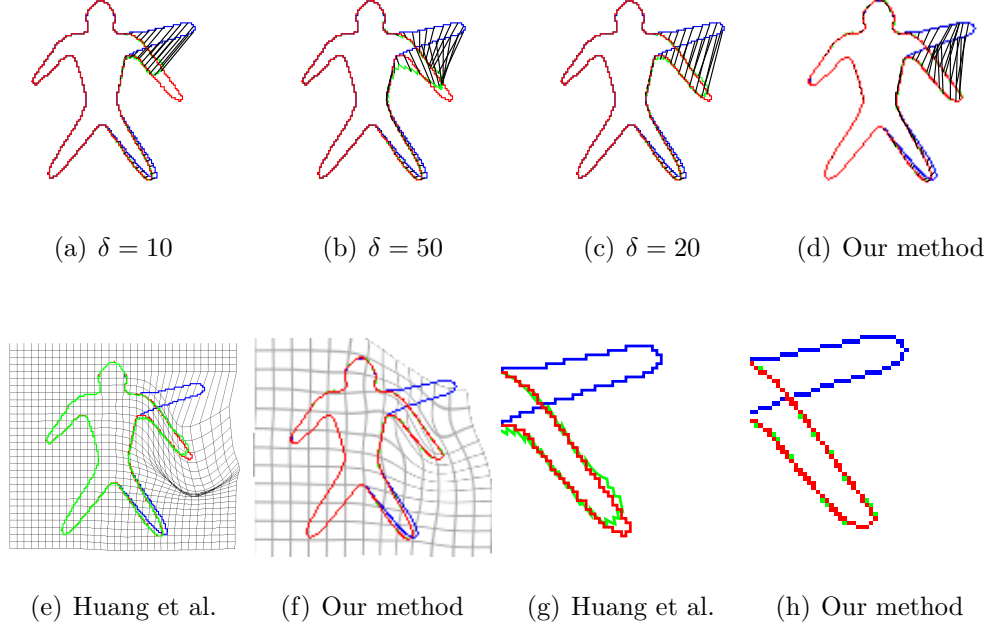 (a) δ = 10
(b) δ = 50
(c) δ = 20
(d) Our method
(e) Huang et al.
(f) Our method
(g) Huang et al.
(h) Our method